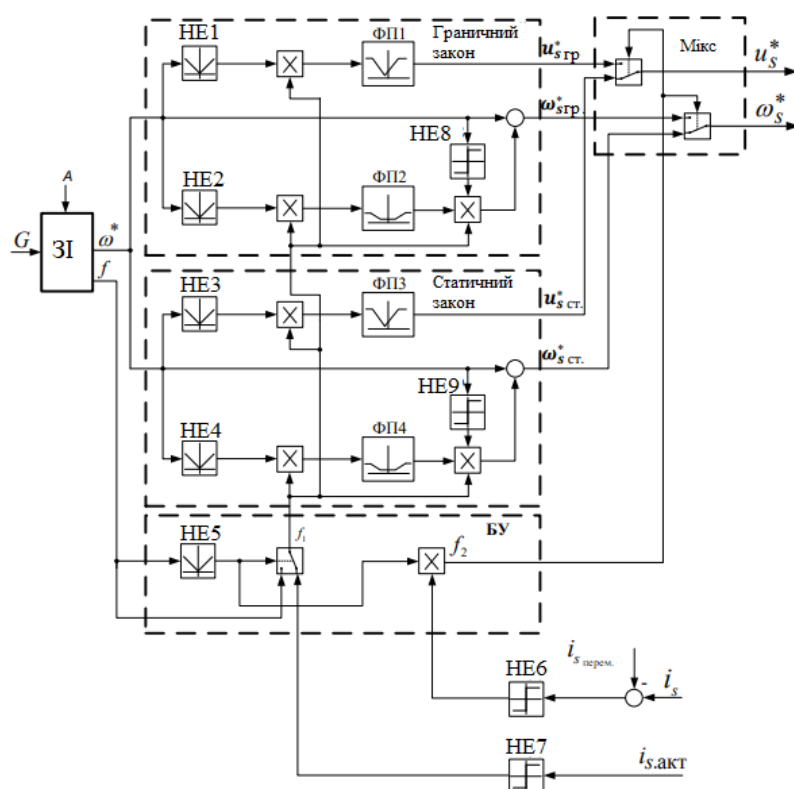 НЕ1
ФП1
Граничний
закон
u*s гр
Мікс
u*s
ω*s гр.
ω*s
НЕ8
A
НЕ2
ФП2
G
ЗІ
ω*
f
НЕ3
ФП3
Статичний
закон
u*s ст.
ω*s ст.
НЕ9
НЕ4
ФП4
БУ
НЕ5
f1
f2
is перем.
НЕ6
-
is
НЕ7
is.акт